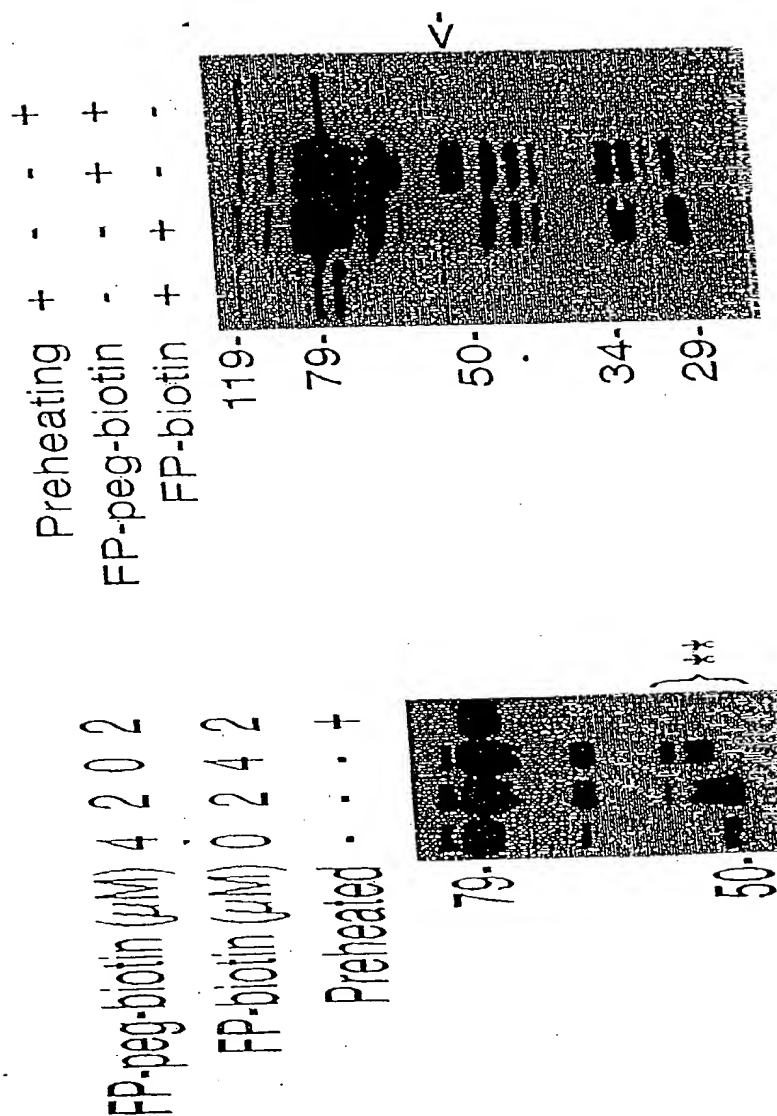 Preheating + - - +
FP-peg-biotin - - + +
FP-biotin + + - -
119-
79-
50-
34-
29-
FP-peg-biotin (µM) 4 2 0 2
FP-biotin (µM) 0 2 4 2
Preheated - - - +
79-
50-
**